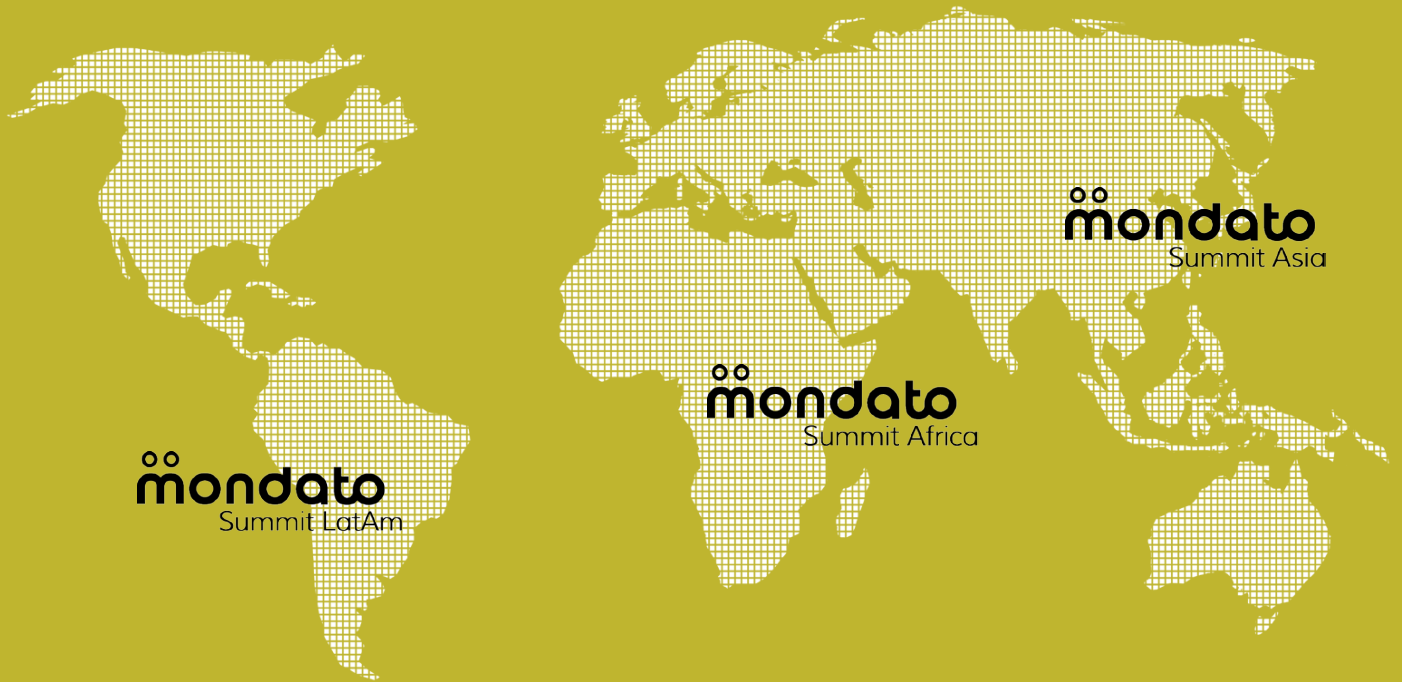 mondato
Summit Asia
mondato
Summit Africa
mondato
Summit LatAm